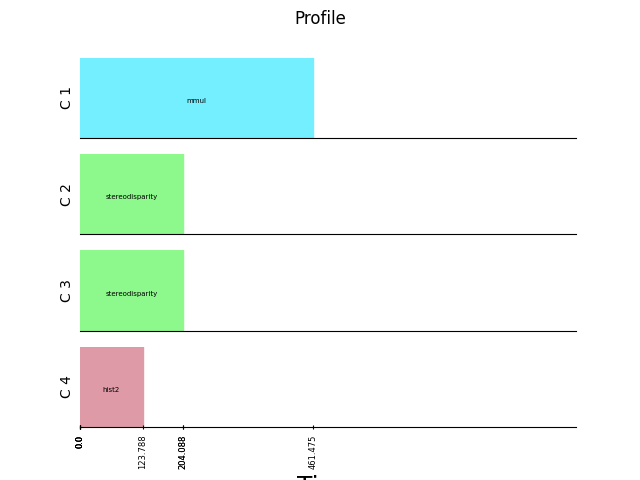 Profile
C 1
mmul
C 2
stereodisparity
C 3
stereodisparity
C 4
hist2
0.0
123.788
204.088
461.475